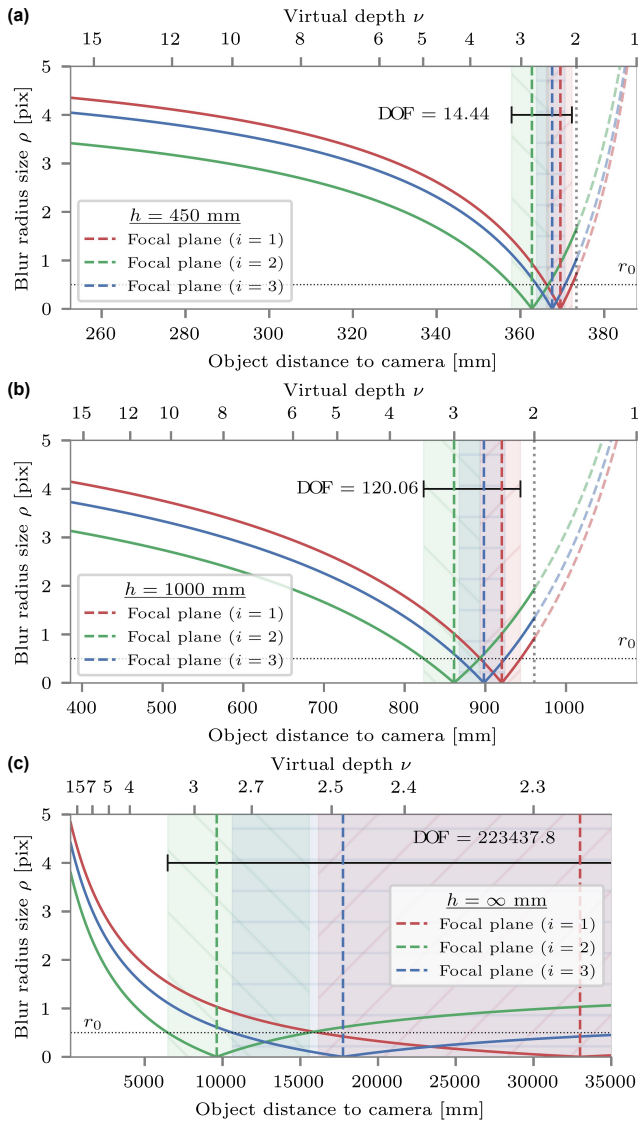 (a)
Virtual depth ν
15 12 10 7 6 4 3 2 1
5
4
3
2
1
0
Blur radius size ρ [pix]
DOF = 14.44
h = 450 mm
Focal plane (i = 1)
Focal plane (i = 2)
Focal plane (i = 3)
r0
260 280 300 320 340 360 380
Object distance to camera [mm]
(b)
Virtual depth ν
15 12 10 7 5 4 3 2 1
5
4
3
2
1
0
Blur radius size ρ [pix]
DOF = 120.06
h = 1000 mm
Focal plane (i = 1)
Focal plane (i = 2)
Focal plane (i = 3)
r0
400 500 600 700 800 900 1000
Object distance to camera [mm]
(c)
Virtual depth ν
157 5 4 3 2.7 2.5 2.4 2.3
5
4
3
2
1
0
Blur radius size ρ [pix]
DOF = 223437.8
h = ∞ mm
Focal plane (i = 1)
Focal plane (i = 2)
Focal plane (i = 3)
r0
5000 10000 15000 20000 25000 30000 35000
Object distance to camera [mm]